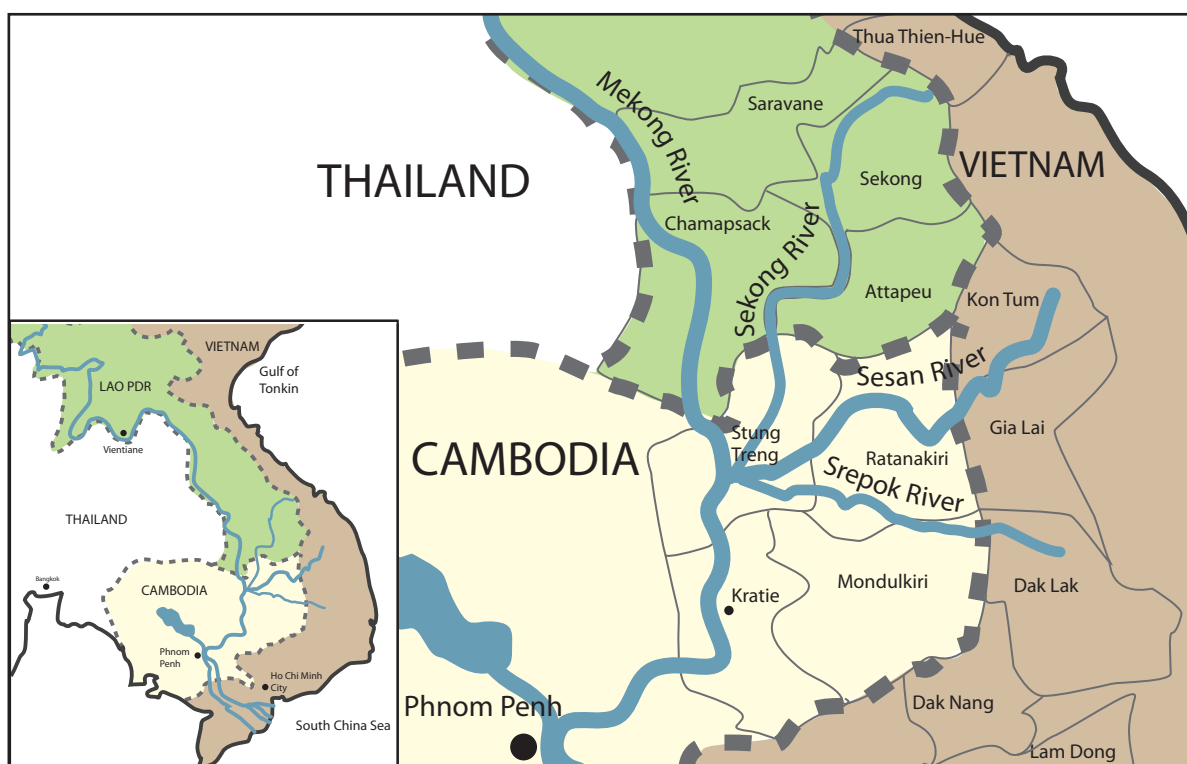 Thua Thien-Hue
Mekong River
Saravane
THAILAND
VIETNAM
Sekong
Chamapsack
Sekong River
Attapeu
Kon Tum
Sesan River
Stung
Treng
Gia Lai
CAMBODIA
Ratanakiri
Srepok River
Mondulkiri
Dak Lak
Kratie
Phnom Penh
Dak Nang
Lam Dong
VIETNAM
Gulf of
Tonkin
LAO PDR
Vientiane
THAILAND
Bangkok
CAMBODIA
Phnom
Penh
Ho Chi Minh
City
South China Sea